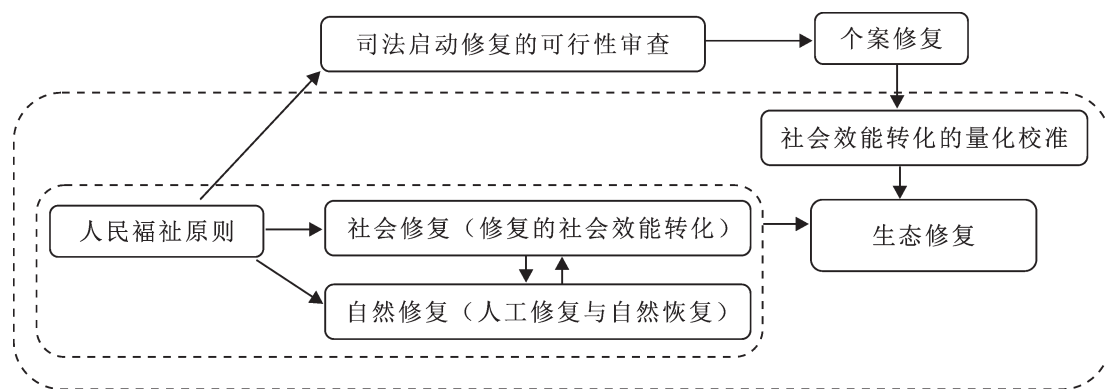 司法启动修复的可行性审查
个案修复
社会效能转化的量化校准
人民福祉原则
社会修复（修复的社会效能转化）
生态修复
自然修复（人工修复与自然恢复）